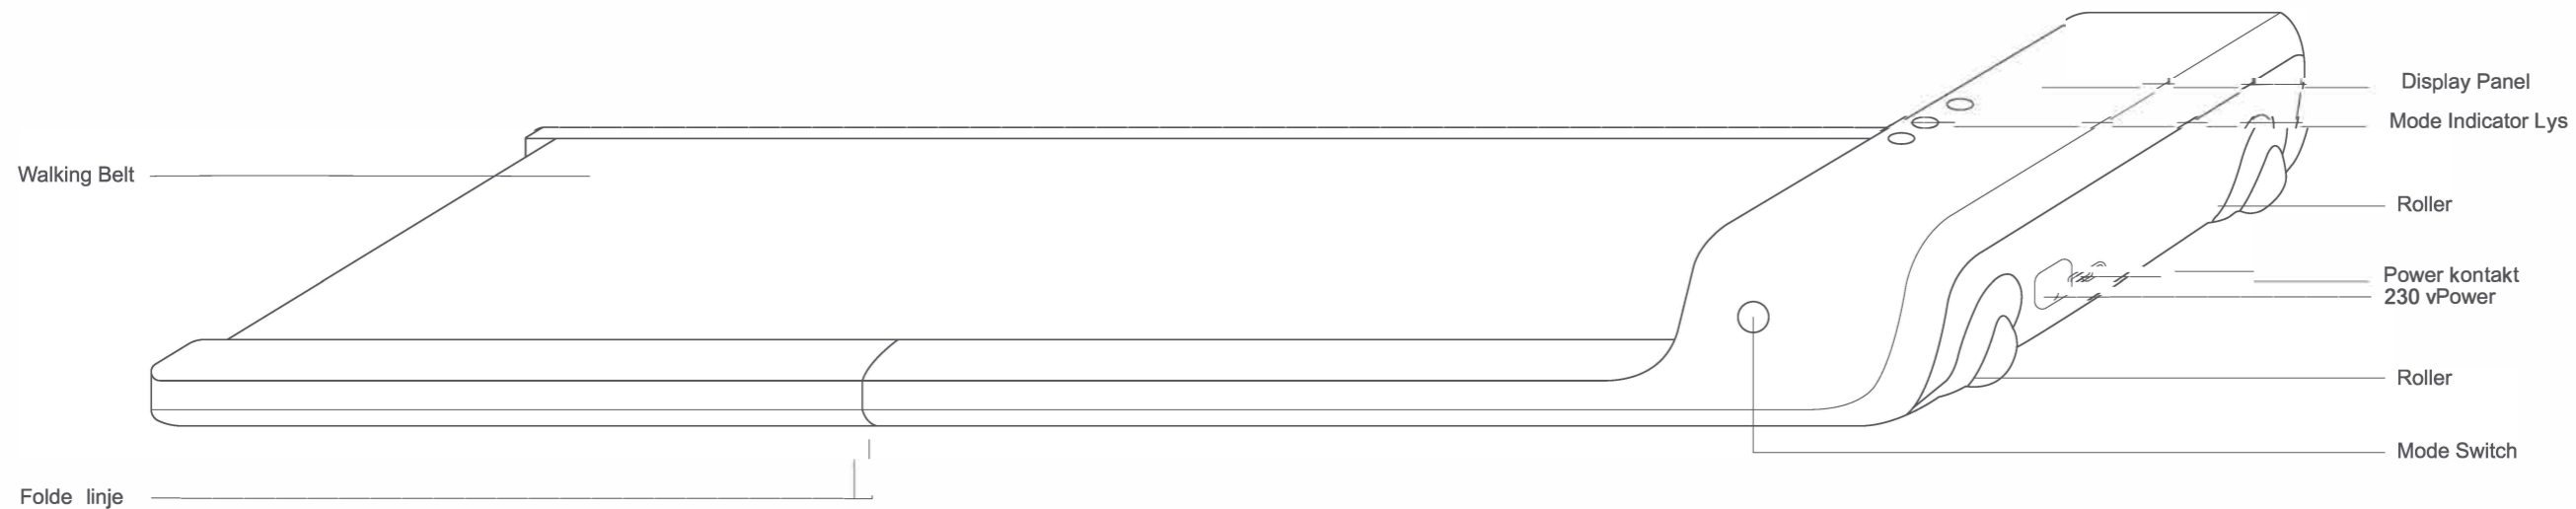 Display Panel
Mode Indicator Lys
Walking Belt
Roller
Power kontakt
230 vPower
Roller
Mode Switch
Folde linje